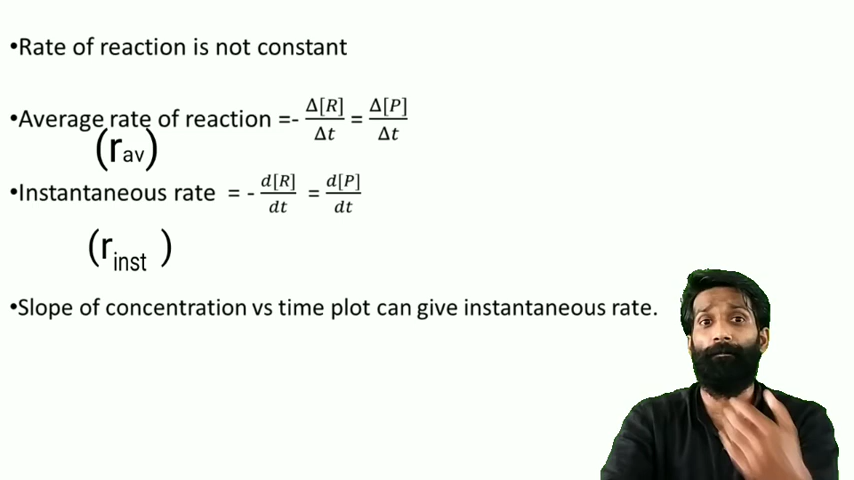 •Rate of reaction is not constant
•Average rate of reaction =- Δ[R]/Δt = Δ[P]/Δt
(rav)
•Instantaneous rate = - d[R]/dt = d[P]/dt
(rinst )
•Slope of concentration vs time plot can give instantaneous rate.